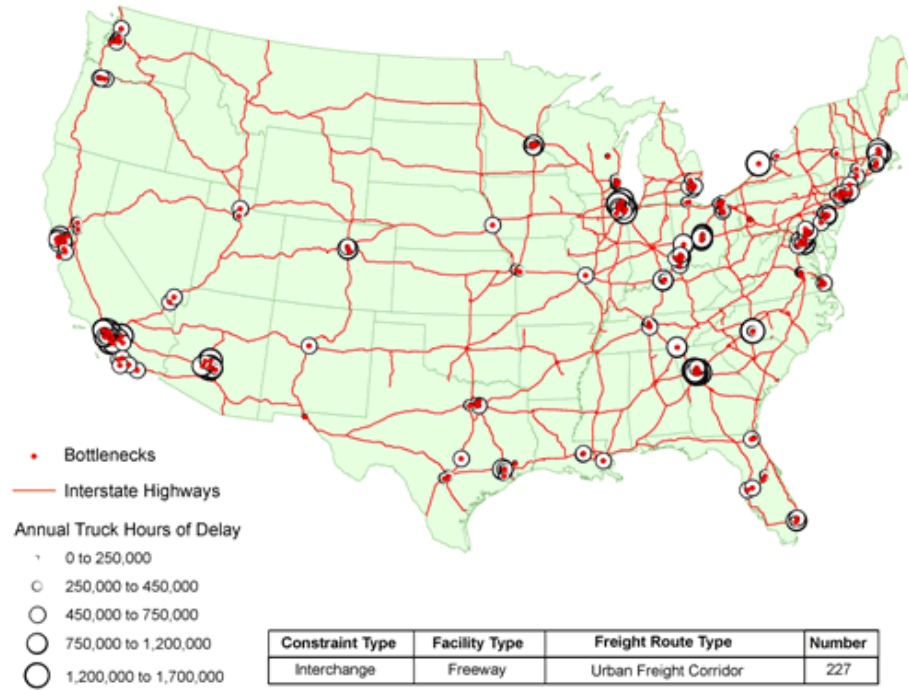 Bottlenecks
Interstate Highways
Annual Truck Hours of Delay
0 to 250,000
250,000 to 450,000
450,000 to 750,000
750,000 to 1,200,000
1,200,000 to 1,700,000
Constraint Type Facility Type Freight Route Type Number
Interchange Freeway Urban Freight Corridor 227